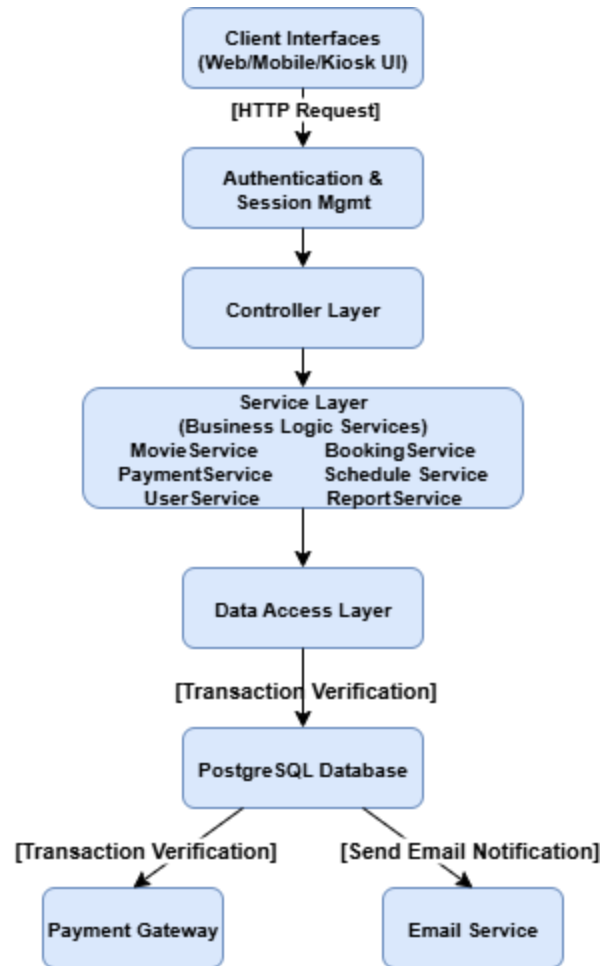 Client Interfaces
(Web/Mobile/Kiosk UI)
[HTTP Request]
Authentication &
Session Mgmt
Controller Layer
Service Layer
(Business Logic Services)
MovieService BookingService
PaymentService Schedule Service
UserService ReportService
Data Access Layer
[Transaction Verification]
PostgreSQL Database
[Transaction Verification] [Send Email Notification]
Payment Gateway Email Service